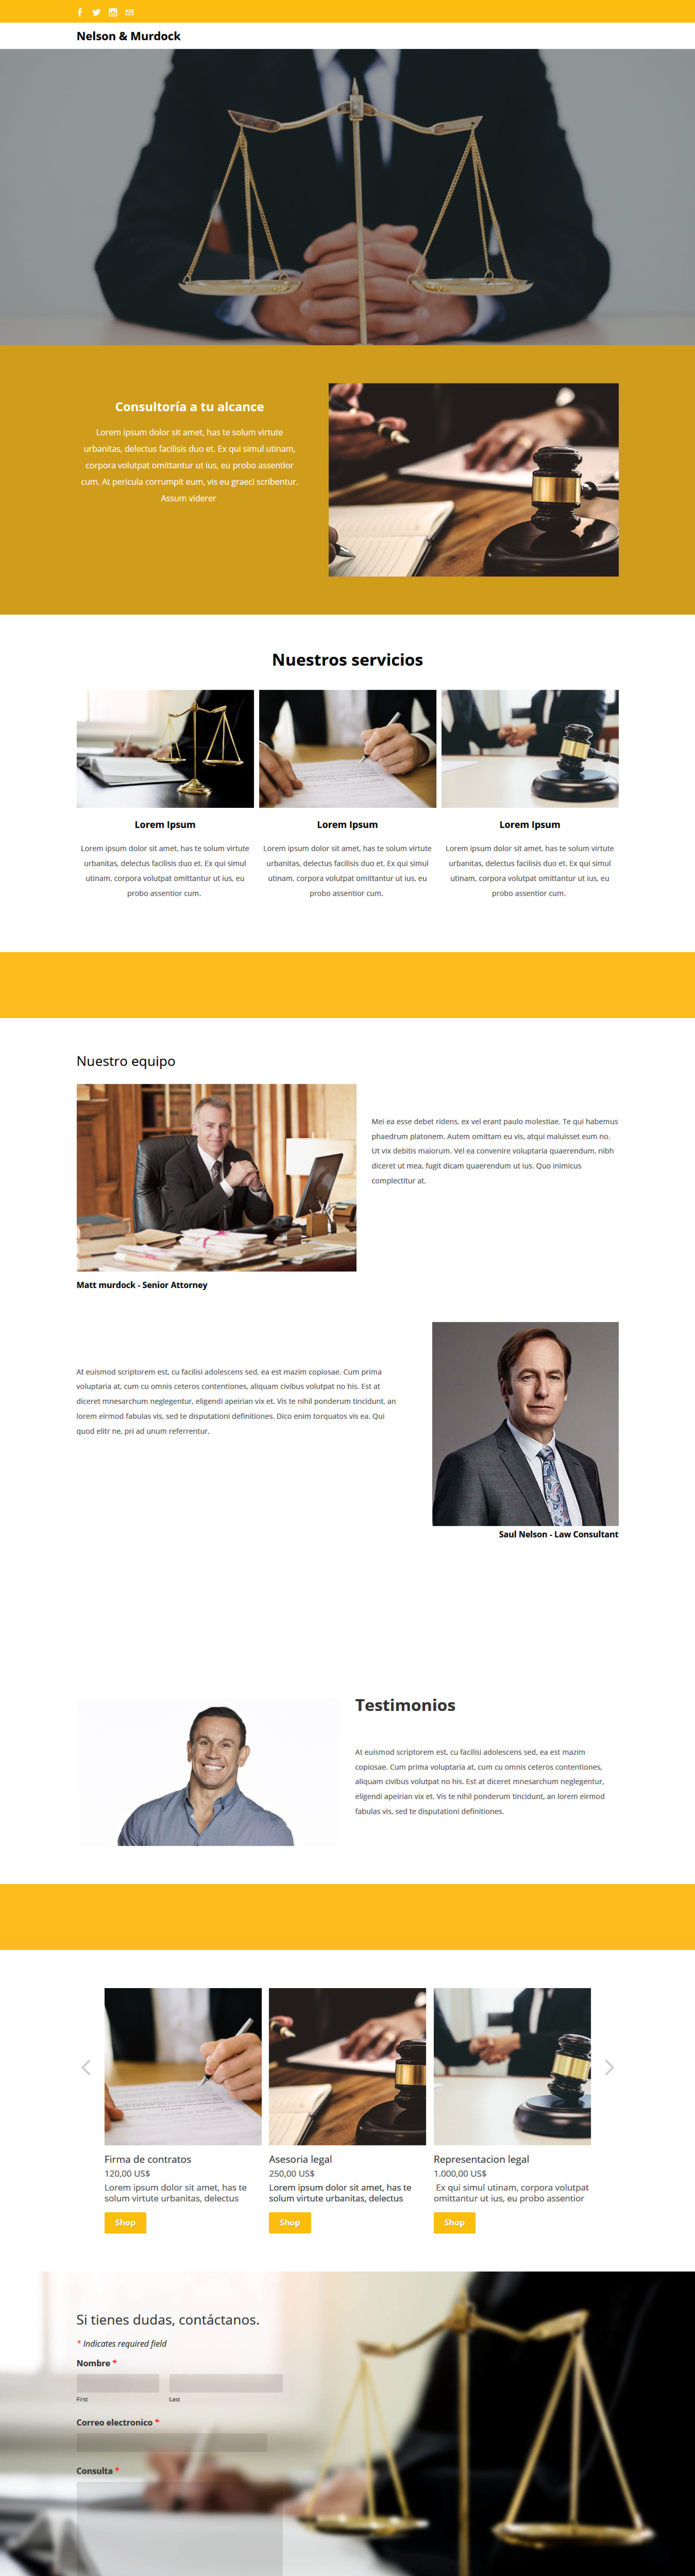 Nelson & Murdock
Consultoría a tu alcance
Lorem ipsum dolor sit amet, has te solum virtute
urbanitas, delectus facilisis duo et. Ex qui simul utinam,
corpora volutpat omittantur ut ius, eu probo assentior
cum. At pericula corrumpit eum, vis eu graeci scribentur.
Assum viderer
Nuestros servicios
Lorem Ipsum
Lorem ipsum dolor sit amet, has te solum virtute
urbanitas, delectus facilisis duo et. Ex qui simul
utinam, corpora volutpat omittantur ut ius, eu
probo assentior cum.
Lorem Ipsum
Lorem ipsum dolor sit amet, has te solum virtute
urbanitas, delectus facilisis duo et. Ex qui simul
utinam, corpora volutpat omittantur ut ius, eu
probo assentior cum.
Lorem Ipsum
Lorem ipsum dolor sit amet, has te solum virtute
urbanitas, delectus facilisis duo et. Ex qui simul
utinam, corpora volutpat omittantur ut ius, eu
probo assentior cum.
Nuestro equipo
Mei ea esse debet ridens, ex vel erant paulo molestiae. Te qui habemus
phaedrum platonem. Autem omittam eu vis, atqui maluisset eum no.
Ut vix debitis maiorum. Vel ea convenire voluptaria quaerendum, nibh
diceret ut mea, fugit dicam quaerendum ut ius. Quo inimicus
complectitur at.
Matt murdock - Senior Attorney
At euismod scriptorem est, cu facilisi adolescens sed, ea est mazim copiosae. Cum prima
voluptaria at, cum cu omnis ceteros contentiones, aliquam civibus volutpat no his. Est at
diceret mnesarchum neglegentur, eligendi apeirian vix et. Vis te nihil ponderum tincidunt, an
lorem eirmod fabulas vis, sed te disputationi definitiones. Dico enim torquatos vis ea. Qui
quod elitr ne, pri ad unum referrentur.
Saul Nelson - Law Consultant
Testimonios
At euismod scriptorem est, cu facilisi adolescens sed, ea est mazim
copiosae. Cum prima voluptaria at, cum cu omnis ceteros contentiones,
aliquam civibus volutpat no his. Est at diceret mnesarchum neglegentur,
eligendi apeirian vix et. Vis te nihil ponderum tincidunt, an lorem eirmod
fabulas vis, sed te disputationi definitiones.
Firma de contratos
120,00 US$
Lorem ipsum dolor sit amet, has te
solum virtute urbanitas, delectus
Shop
Asesoria legal
250,00 US$
Lorem ipsum dolor sit amet, has te
solum virtute urbanitas, delectus
Shop
Representacion legal
1.000,00 US$
Ex qui simul utinam, corpora volutpat
omittantur ut ius, eu probo assentior
Shop
Si tienes dudas, contáctanos.
* Indicates required field
Nombre *
First
Last
Correo electronico *
Consulta *